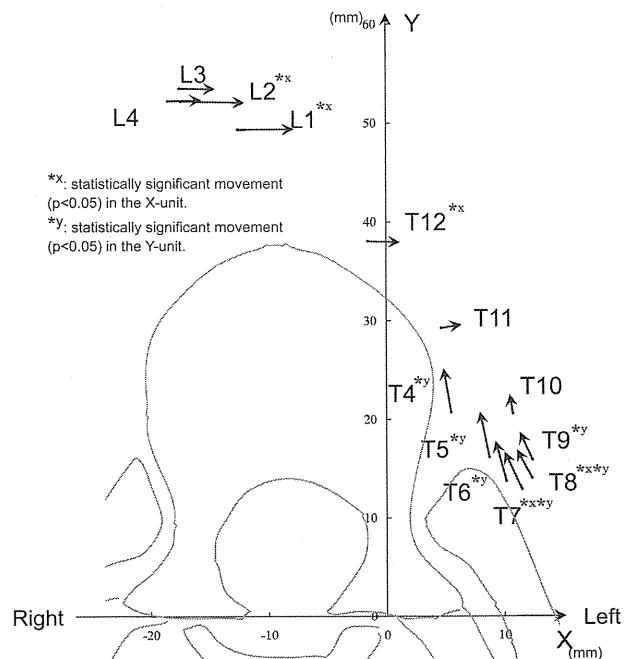 (mm) 60 Y
L3
L2*x
L4
L1*x
50
*x: statistically significant movement
(p<0.05) in the X-unit.
*y: statistically significant movement
(p<0.05) in the Y-unit.
40
T12*x
30
T11
T4*y
T10
20
T5*y
T9*y
T6*y
T8*x*y
T7*x*y
10
Right
0
Left
-20
-10
0
10
X(mm)